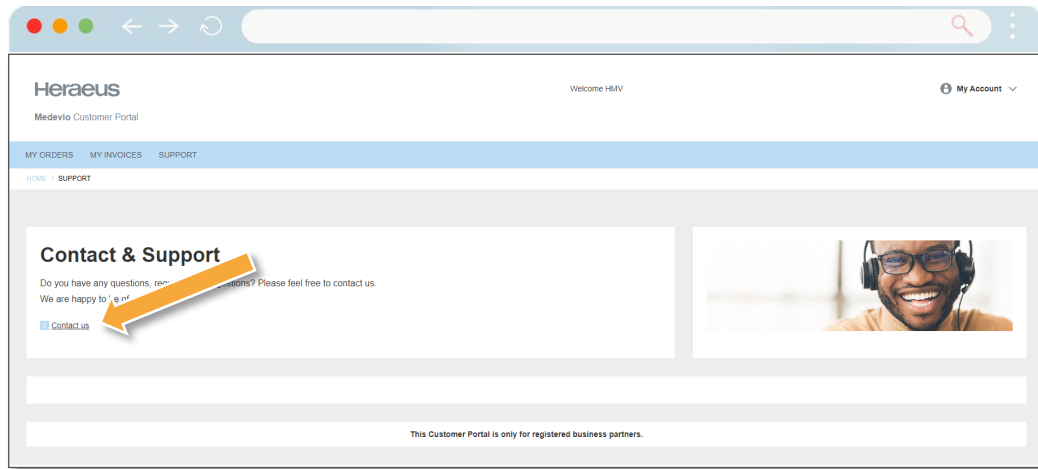 Heraeus
Welcome HMV
My Account
Medevio Customer Portal
MY ORDERS MY INVOICES SUPPORT
HOME / SUPPORT
Contact & Support
Do you have any questions, stions? Please feel free to contact us.
We are happy to
Contact us
This Customer Portal is only for registered business partners.